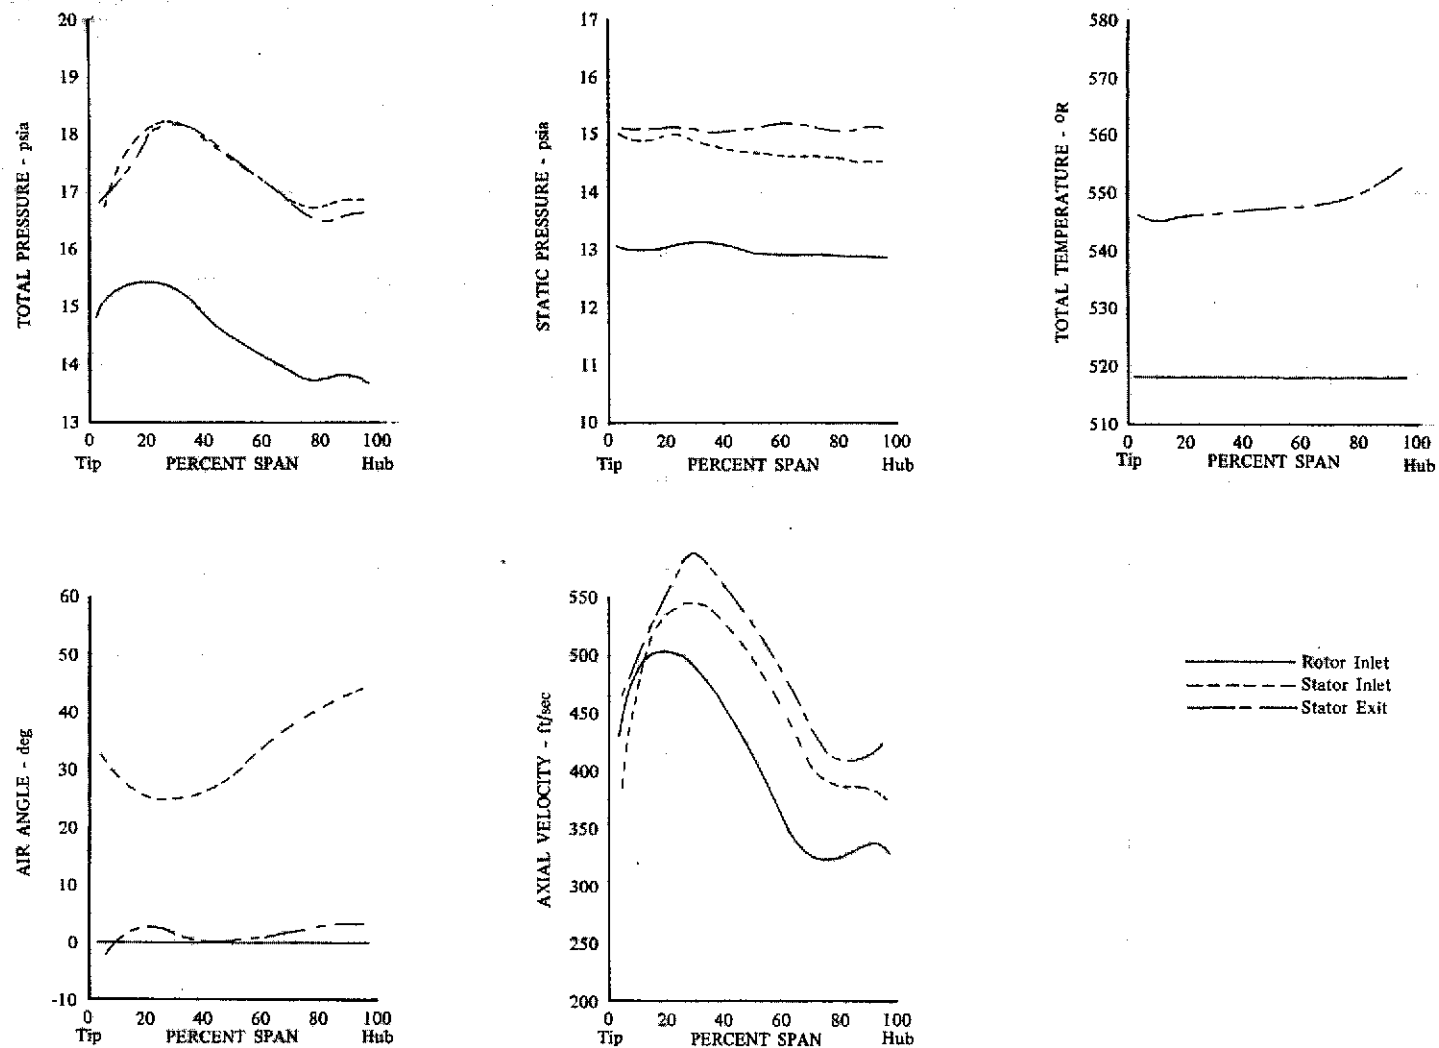 TOTAL PRESSURE - psia
20
19
18
17
16
15
14
13
0 20 40 60 80 100
Tip PERCENT SPAN Hub
STATIC PRESSURE - psia
17
16
15
14
13
12
11
10
0 20 40 60 80 100
Tip PERCENT SPAN Hub
TOTAL TEMPERATURE - °R
580
570
560
550
540
530
520
510
0 20 40 60 80 100
Tip PERCENT SPAN Hub
AIR ANGLE - deg
60
50
40
30
20
10
0
-10
0 20 40 60 80 100
Tip PERCENT SPAN Hub
AXIAL VELOCITY - ft/sec
550
500
450
400
350
300
250
200
0 20 40 60 80 100
Tip PERCENT SPAN Hub
Rotor Inlet
Stator Inlet
Stator Exit